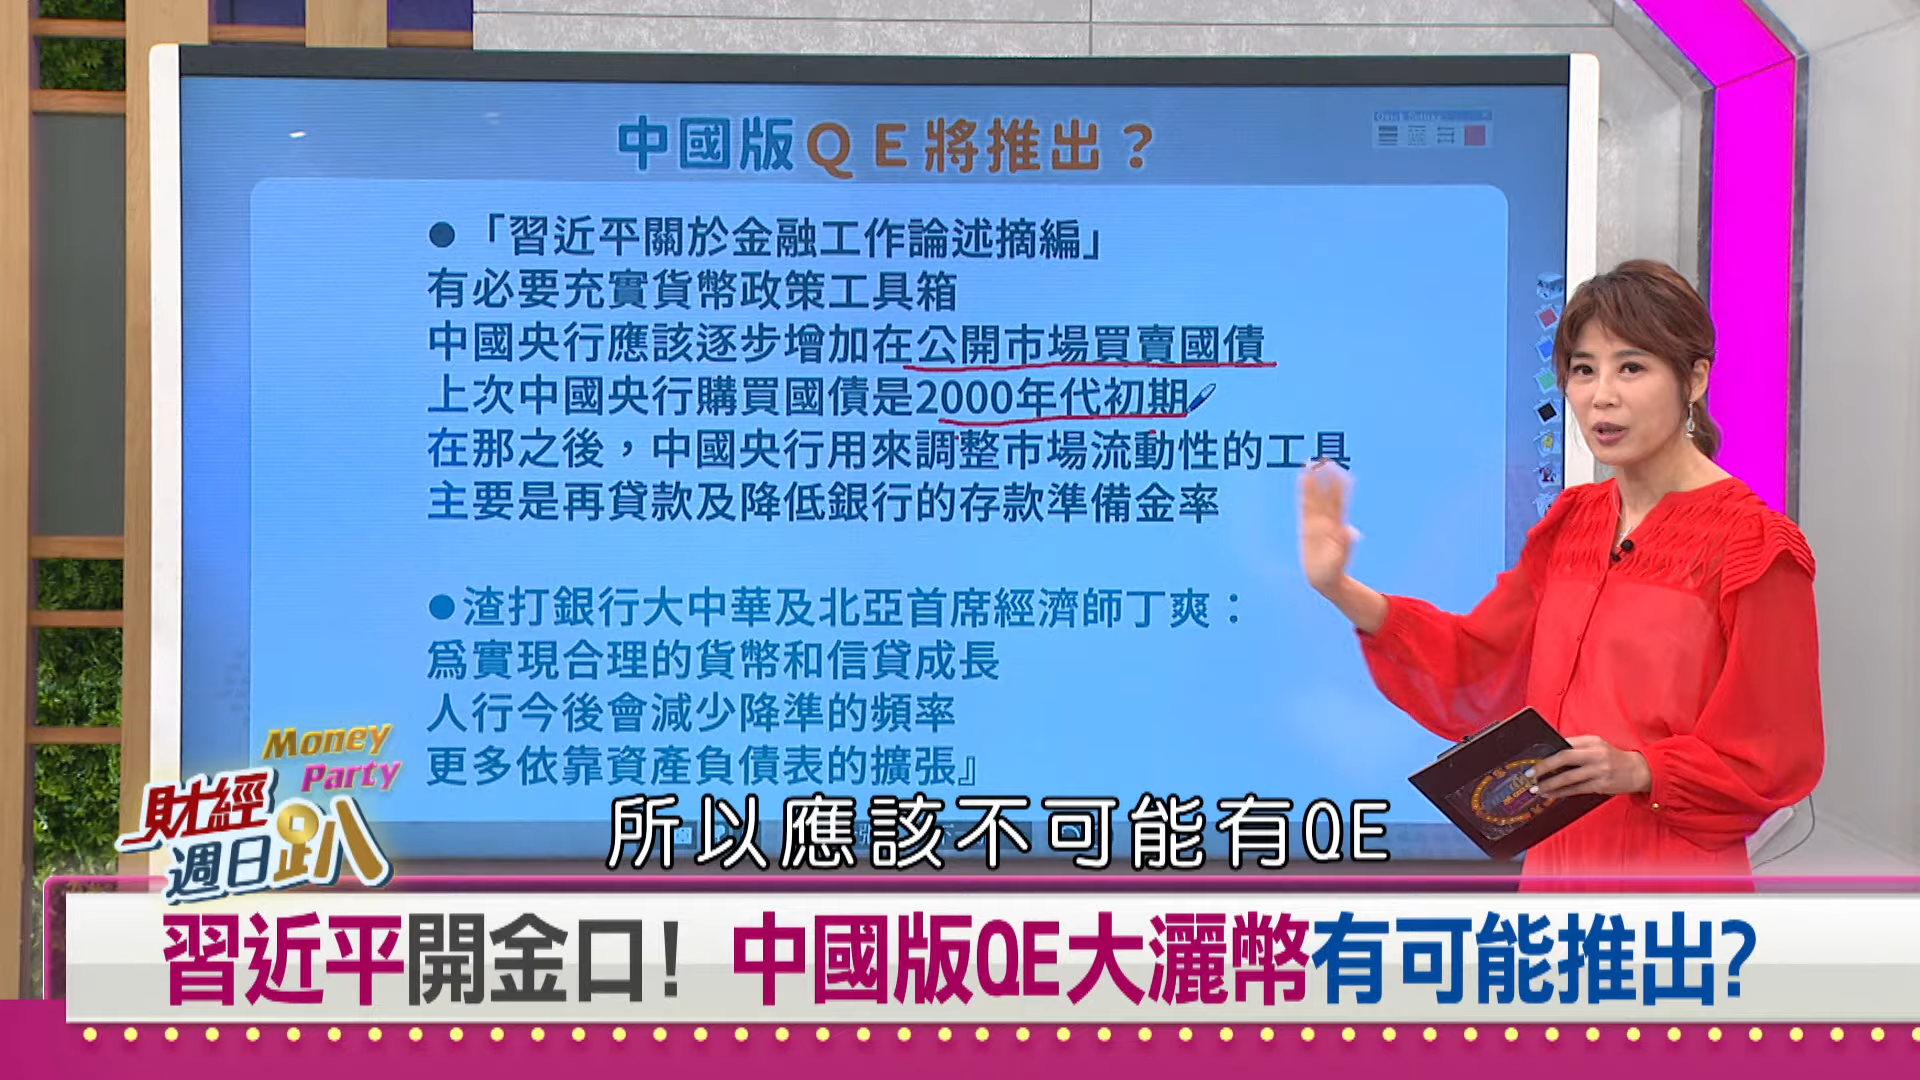 中國版QE將推出？
●「習近平關於金融工作論述摘編」
有必要充實貨幣政策工具箱
中國央行應該逐步增加在公開市場買賣國債
上次中國央行購買國債是2000年代初期
在那之後，中國央行用來調整市場流動性的工具
主要是再貸款及降低銀行的存款準備金率
●渣打銀行大中華及北亞首席經濟師丁爽：
為實現合理的貨幣和信貸成長
人行今後會減少降準的頻率
更多依靠資產負債表的擴張』
Money
Party
財經
週日趴
所以應該不可能有QE
習近平開金口！中國版QE大灑幣有可能推出？